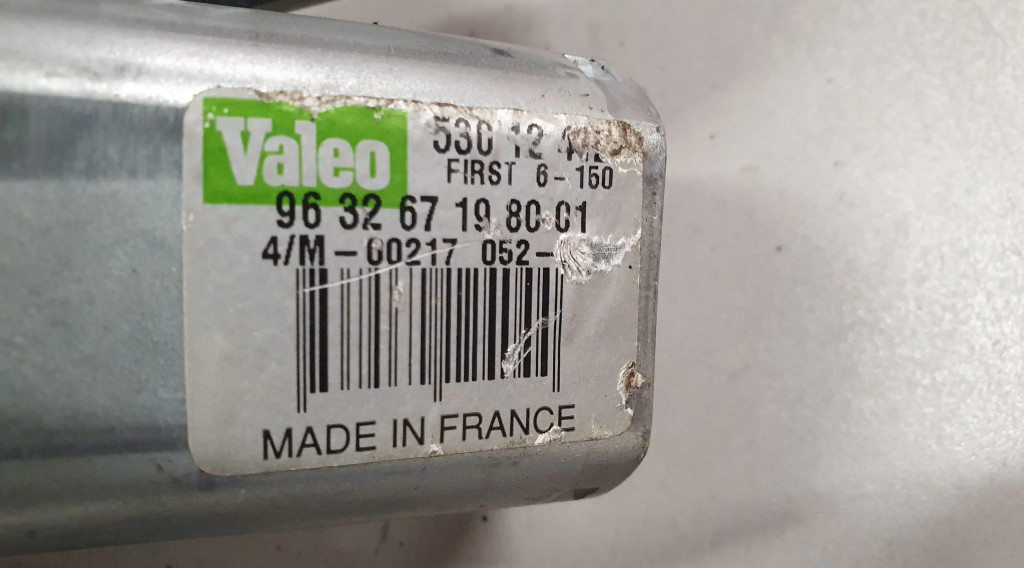 Valeo
530 12
FIRST 6-150
96 32 67 19 80 01
4/M-00217 052-
MADE IN FRANCE